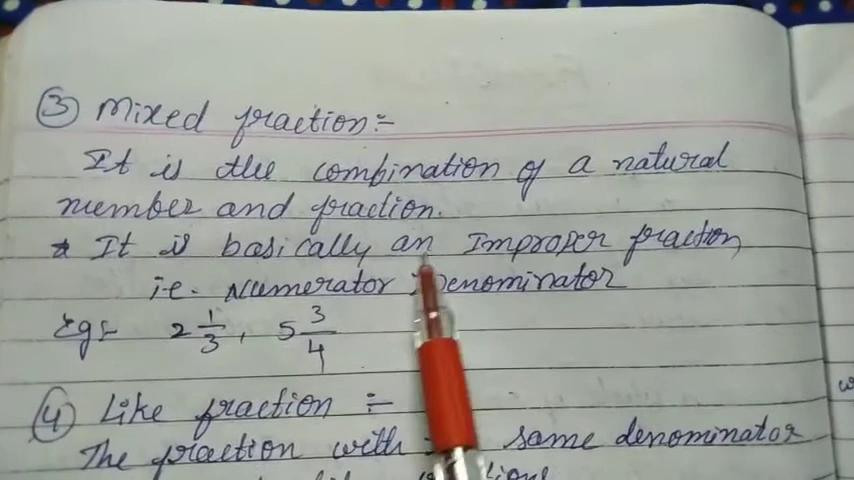 ③ Mixed fraction:-
It is the combination of a natural
number and fraction.
* It is basically an Improper fraction,
i.e. Numerator Denominator
Eg:- 2 1/3, 5 3/4
④ Like fraction :-
The fraction with same denominator